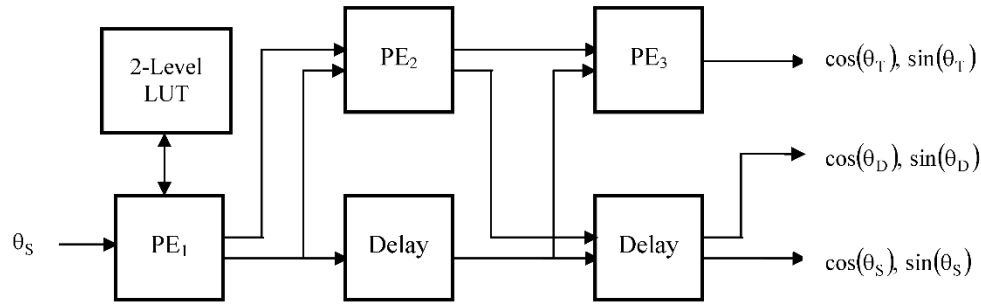 2-Level
LUT
PE₂
PE₃
cos(θ_T), sin(θ_T)
cos(θ_D), sin(θ_D)
θ_S
PE₁
Delay
Delay
cos(θ_S), sin(θ_S)